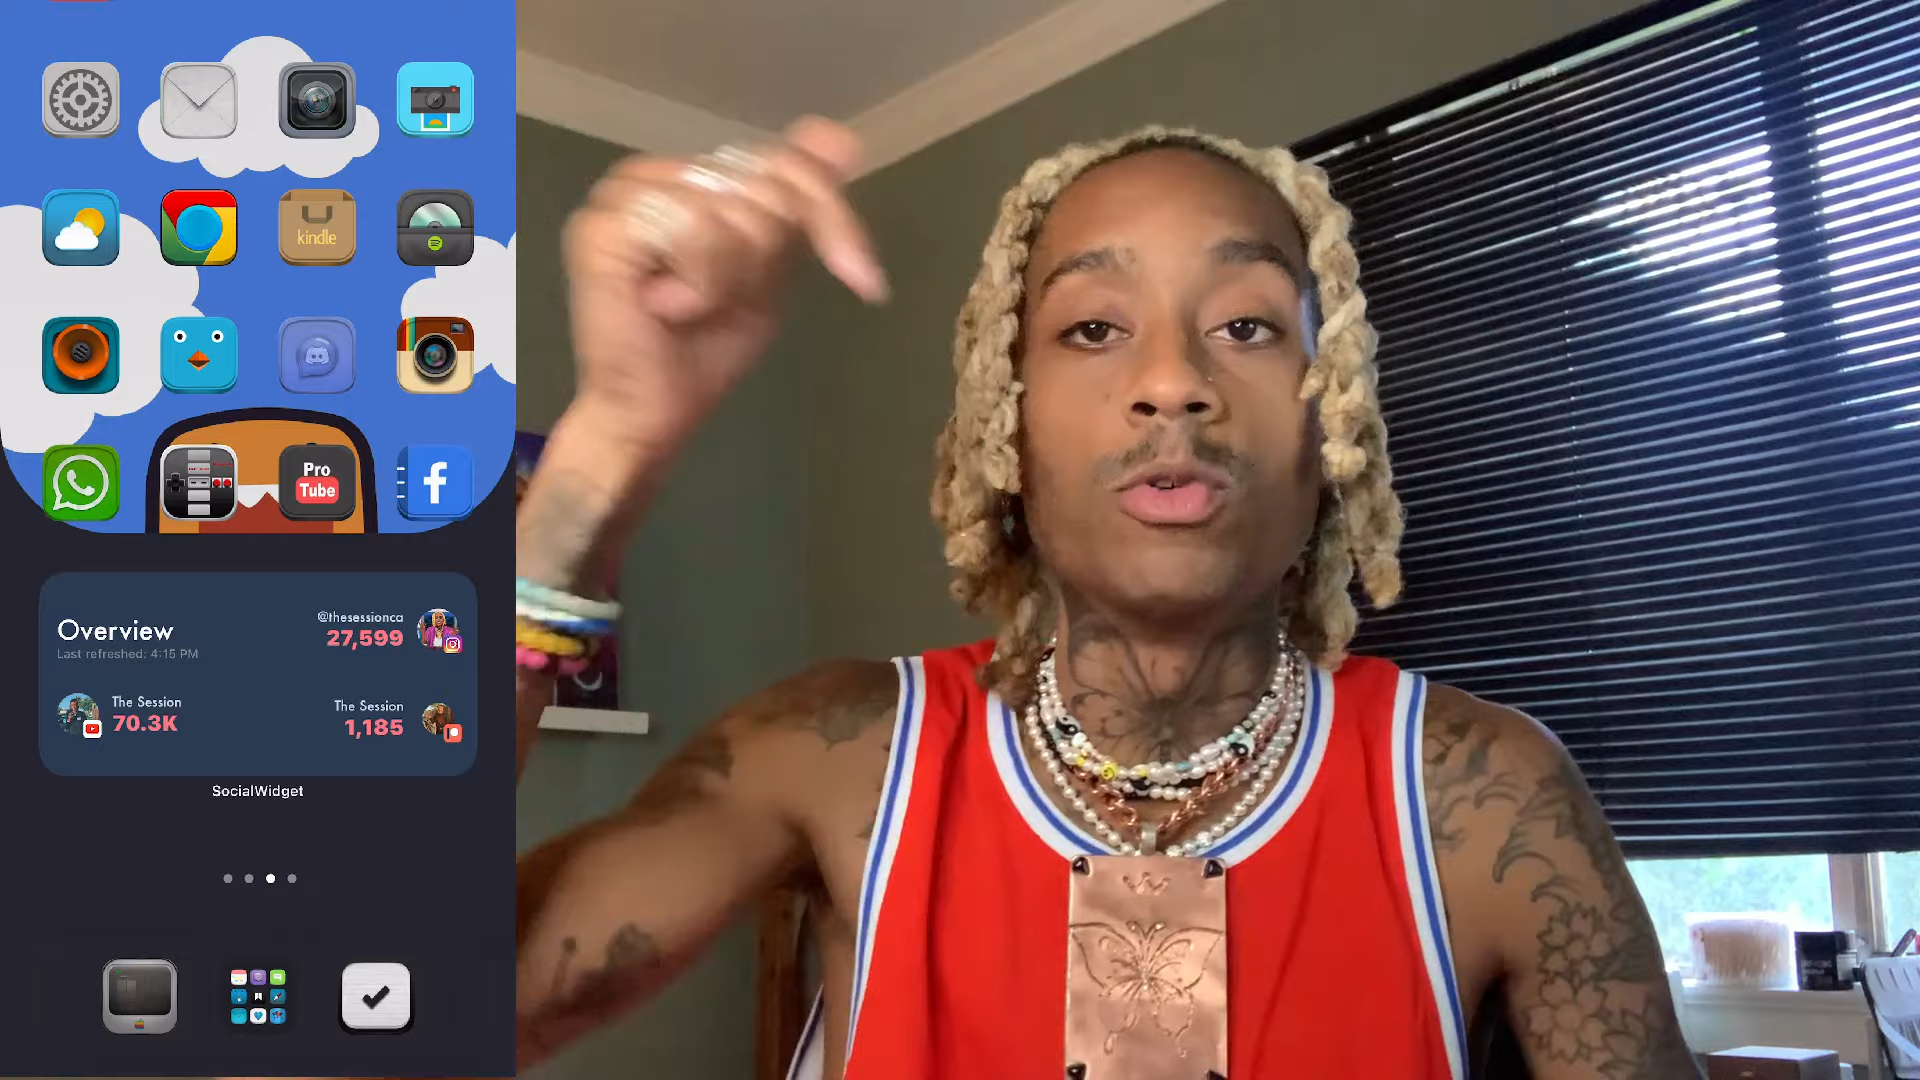 kindle
Pro
Tube
Overview
Last refreshed: 4:15 PM
@thesessionca
27,599
The Session
70.3K
The Session
1,185
SocialWidget